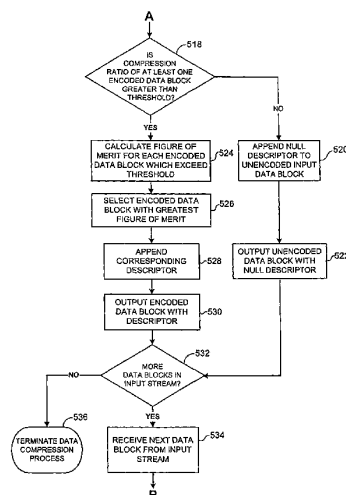 A
518
IS
COMPRESSION
RATIO OF AT LEAST ONE
ENCODED DATA BLOCK
GREATER THAN
THRESHOLD?
NO
YES
CALCULATE FIGURE OF
MERIT FOR EACH ENCODED
DATA BLOCK WHICH EXCEED
THRESHOLD
524
APPEND NULL
DESCRIPTOR TO
UNENCODED INPUT
DATA BLOCK
520
SELECT ENCODED DATA
BLOCK WITH GREATEST
FIGURE OF MERIT
526
APPEND
CORRESPONDING
DESCRIPTOR
528
OUTPUT UNENCODED
DATA BLOCK WITH
NULL DESCRIPTOR
OUTPUT ENCODED
DATA BLOCK WITH
DESCRIPTOR
530
532
MORE
DATA BLOCKS IN
INPUT STREAM?
NO
YES
536
TERMINATE DATA
COMPRESSION
PROCESS
RECEIVE NEXT DATA
BLOCK FROM INPUT
STREAM
534